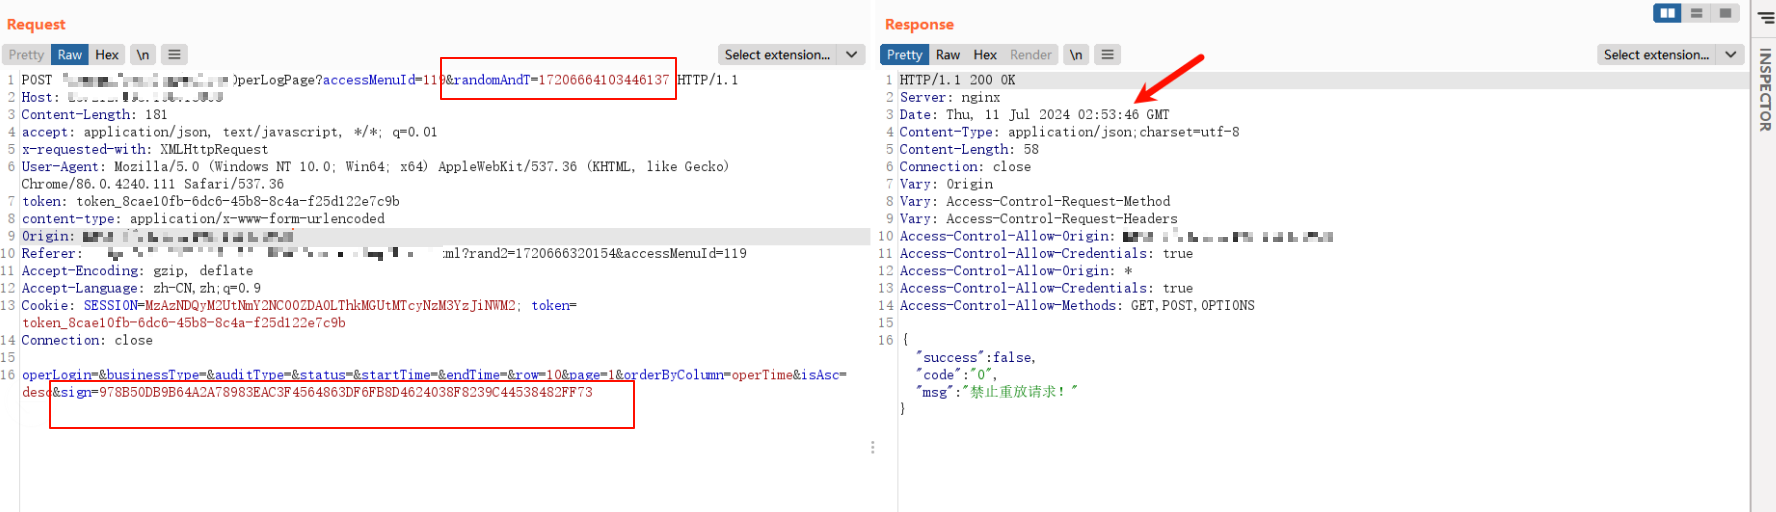 Request
Pretty Raw Hex \n
Select extension...
1 POST )perLogPage?accessMenuId=119&randomAndT=17206664103446137 HTTP/1.1
2 Host:
3 Content-Length: 181
4 accept: application/json, text/javascript, */*; q=0.01
5 x-requested-with: XMLHttpRequest
6 User-Agent: Mozilla/5.0 (Windows NT 10.0; Win64; x64) AppleWebKit/537.36 (KHTML, like Gecko)
Chrome/86.0.4240.111 Safari/537.36
7 token: token_8cae10fb-6dc6-45b8-8c4a-f25d122e7c9b
8 content-type: application/x-www-form-urlencoded
9 Origin:
10 Referer: xml?rand2=1720666320154&accessMenuId=119
11 Accept-Encoding: gzip, deflate
12 Accept-Language: zh-CN,zh;q=0.9
13 Cookie: SESSION=MzAzNDQyM2UtNmY2NC00ZDA0LThkMGUtMTcyNzM3YzJiNWM2; token=
token_8cae10fb-6dc6-45b8-8c4a-f25d122e7c9b
14 Connection: close
15
16 operLogin=&businessType=&auditType=&status=&startTime=&endTime=&row=10&page=1&orderByColumn=operTime&isAsc=
desc&sign=978B50DB9B64A2A78983EAC3F4564863DF6FB8D4624038F8239C44538482FF73
Response
Pretty Raw Hex Render \n
Select extension...
1 HTTP/1.1 200 OK
2 Server: nginx
3 Date: Thu, 11 Jul 2024 02:53:46 GMT
4 Content-Type: application/json;charset=utf-8
5 Content-Length: 58
6 Connection: close
7 Vary: Origin
8 Vary: Access-Control-Request-Method
9 Vary: Access-Control-Request-Headers
10 Access-Control-Allow-Origin:
11 Access-Control-Allow-Credentials: true
12 Access-Control-Allow-Origin: *
13 Access-Control-Allow-Credentials: true
14 Access-Control-Allow-Methods: GET,POST,OPTIONS
15
16 {
"success":false,
"code":"0",
"msg":"禁止重放请求!"
}
INSPECTOR